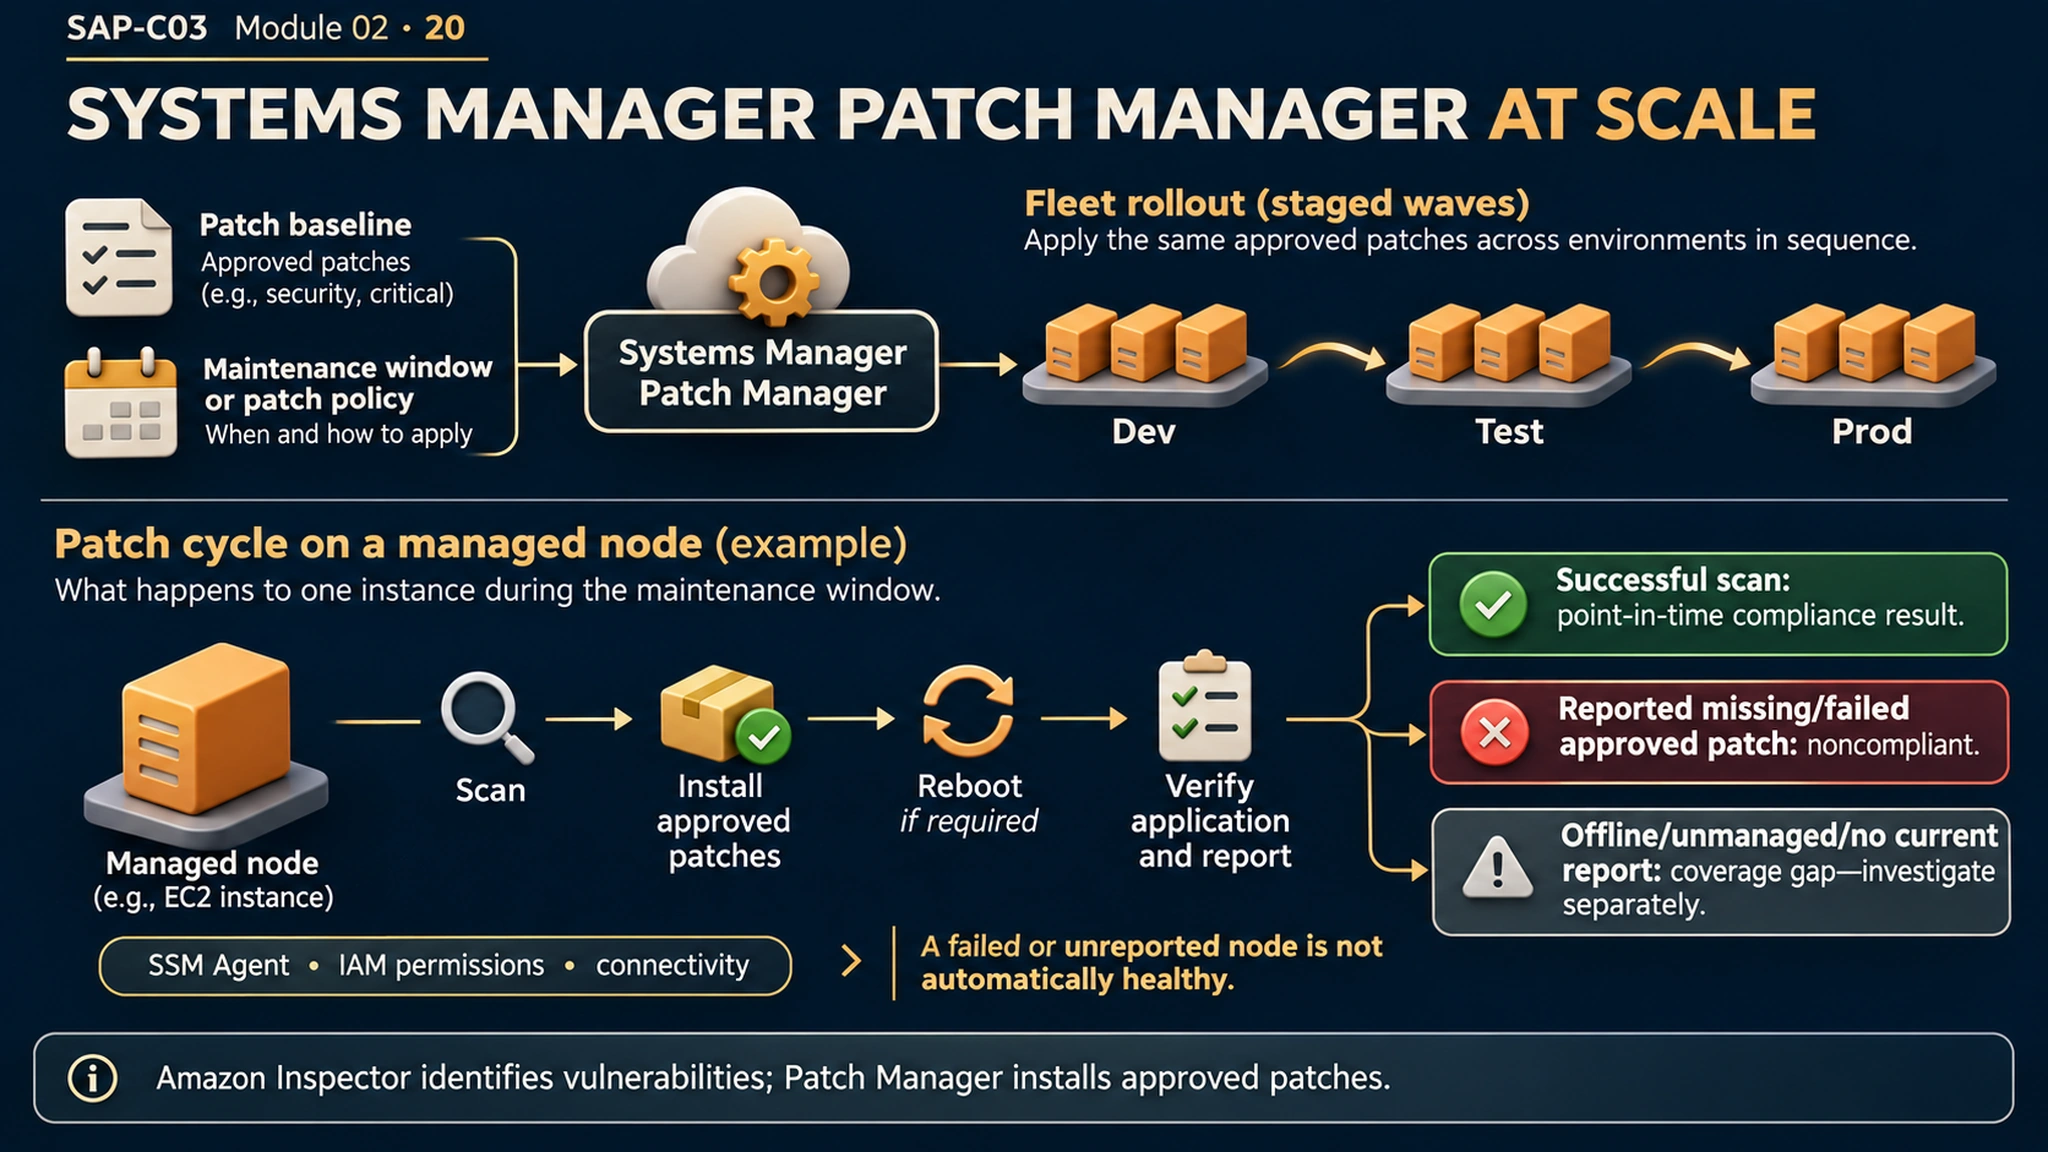 SAP-C03 Module 02 • 20
SYSTEMS MANAGER PATCH MANAGER AT SCALE
Patch baseline
Approved patches
(e.g., security, critical)
Maintenance window
or patch policy
When and how to apply
Systems Manager
Patch Manager
Fleet rollout (staged waves)
Apply the same approved patches across environments in sequence.
Dev
Test
Prod
Patch cycle on a managed node (example)
What happens to one instance during the maintenance window.
Managed node
(e.g., EC2 instance)
Scan
Install
approved
patches
Reboot
if required
Verify
application
and report
Successful scan:
point-in-time compliance result.
Reported missing/failed
approved patch: noncompliant.
Offline/unmanaged/no current
report: coverage gap—investigate
separately.
SSM Agent • IAM permissions • connectivity
A failed or unreported node is not
automatically healthy.
Amazon Inspector identifies vulnerabilities; Patch Manager installs approved patches.